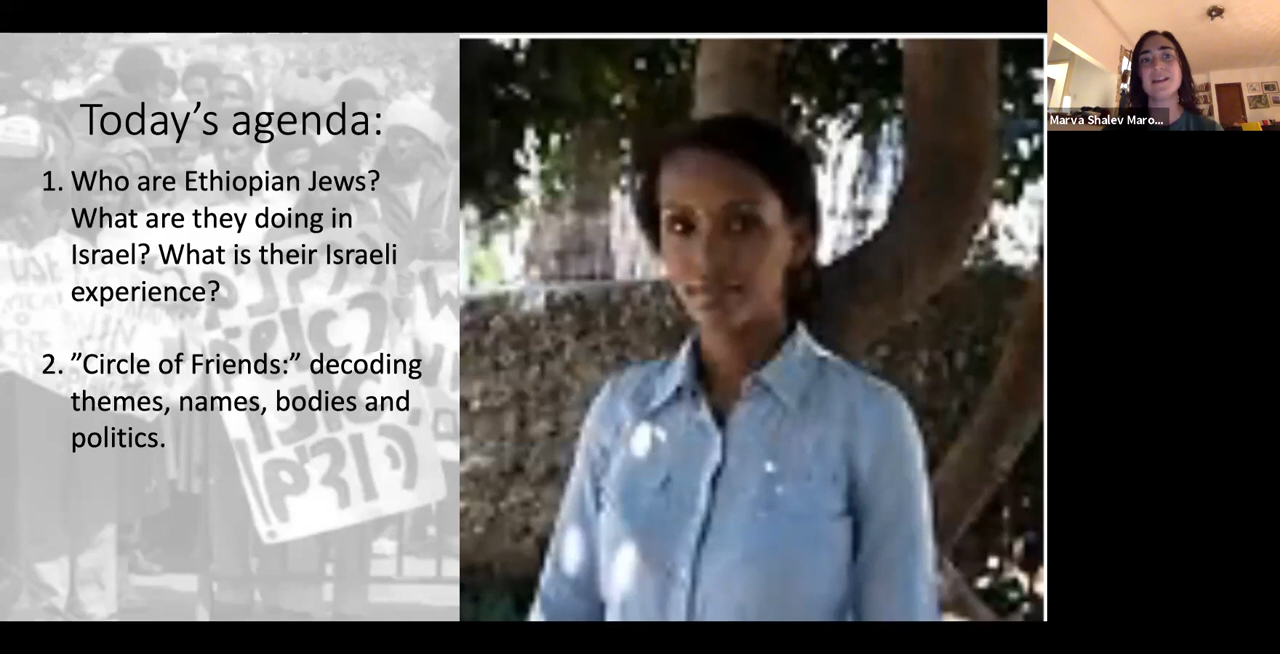 Today’s agenda:
1. Who are Ethiopian Jews?
What are they doing in
Israel? What is their Israeli
experience?
2. ”Circle of Friends:” decoding
themes, names, bodies and
politics.
Marva Shalev Maro...